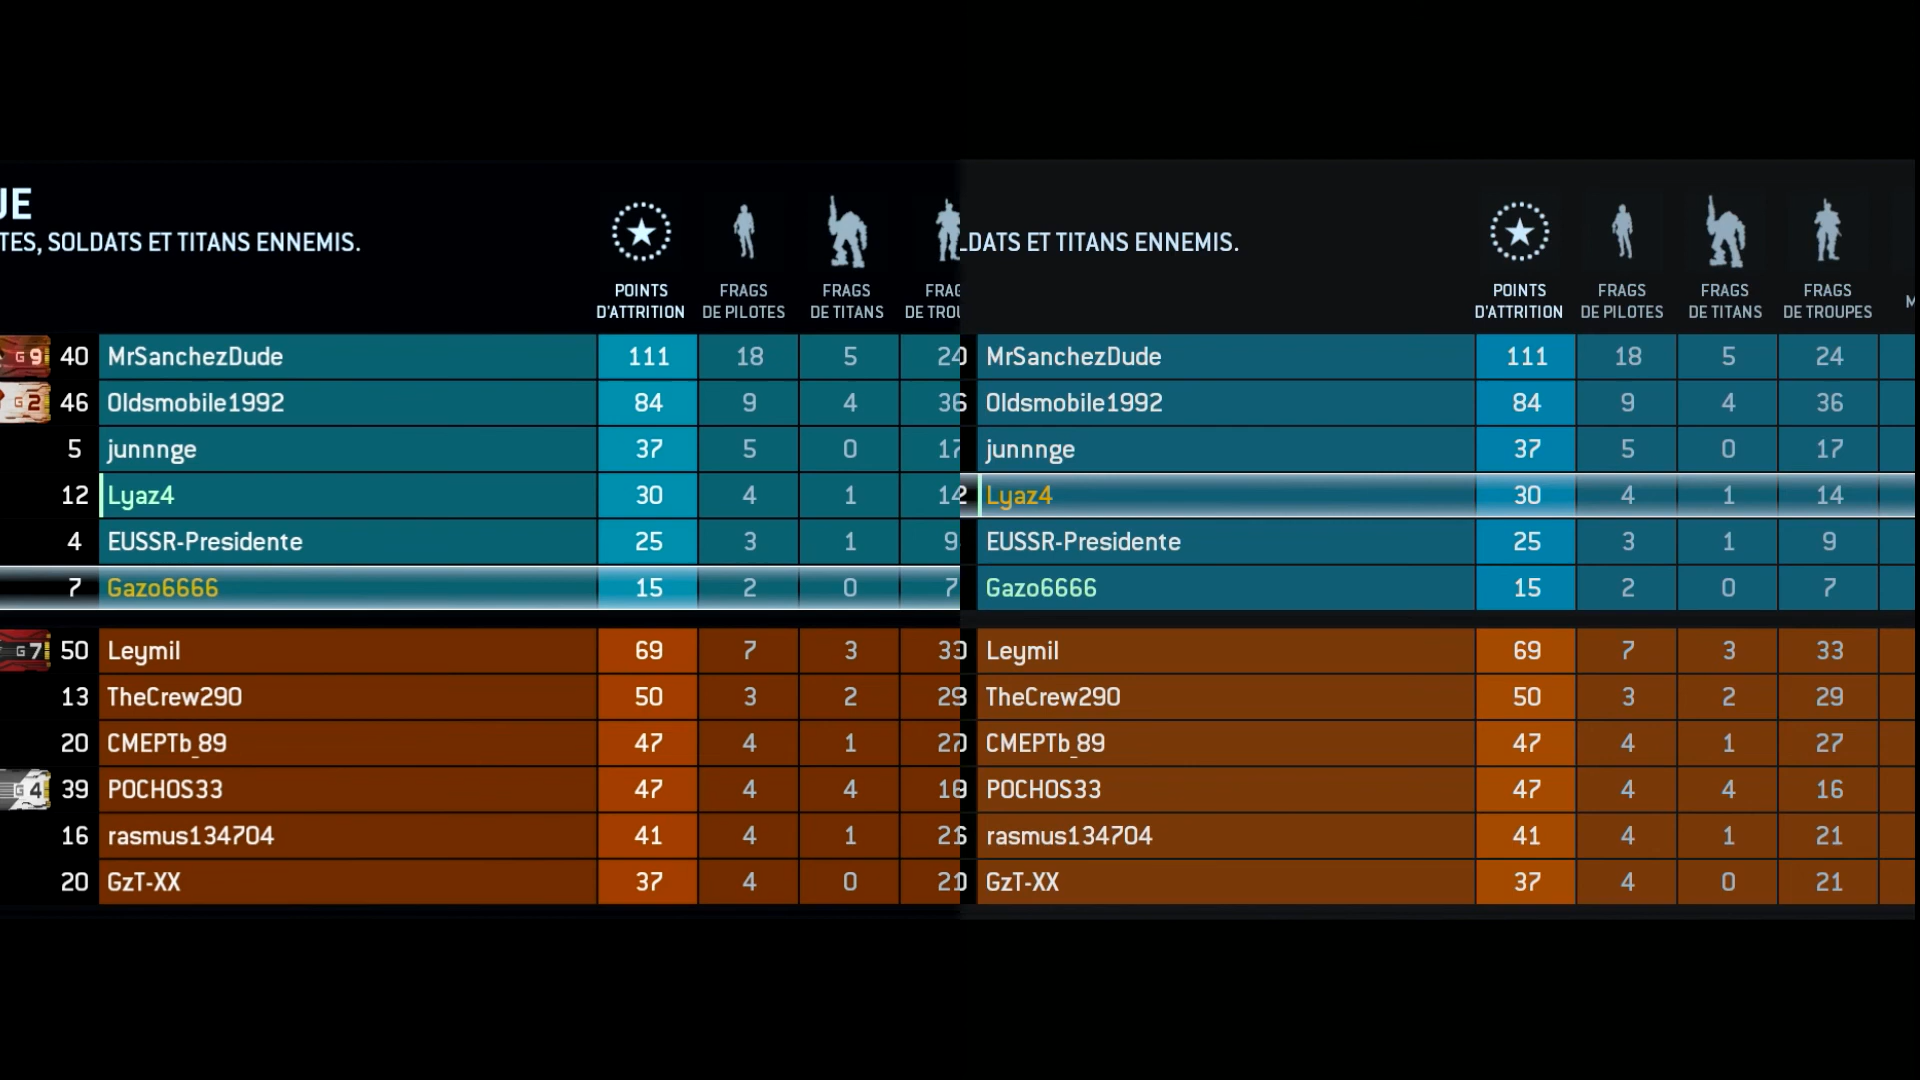 UE
TES, SOLDATS ET TITANS ENNEMIS.
POINTS D'ATTRITION
FRAGS DE PILOTES
FRAGS DE TITANS
G9 40 MrSanchezDude 111 18 5 24
G2 46 Oldsmobile1992 84 9 4 36
5 junnnge 37 5 0 17
12 Lyaz4 30 4 1 14
4 EUSSR-Presidente 25 3 1 9
7 Gazo6666 15 2 0 7
G7 50 Leymil 69 7 3 33
13 TheCrew290 50 3 2 29
20 CMEPTb_89 47 4 1 27
G4 39 POCHOS33 47 4 4
16 rasmus134704 41 4 1 21
20 GzT-XX 37 4 0 21
LDATS ET TITANS ENNEMIS.
POINTS D'ATTRITION
FRAGS DE PILOTES
FRAGS DE TITANS
FRAGS DE TROUPES
MrSanchezDude 111 18 5 24
Oldsmobile1992 84 9 4 36
junnnge 37 5 0 17
Lyaz4 30 4 1 14
EUSSR-Presidente 25 3 1 9
Gazo6666 15 2 0 7
Leymil 69 7 3 33
TheCrew290 50 3 2 29
CMEPTb_89 47 4 1 27
POCHOS33 47 4 4 16
rasmus134704 41 4 1 21
GzT-XX 37 4 0 21